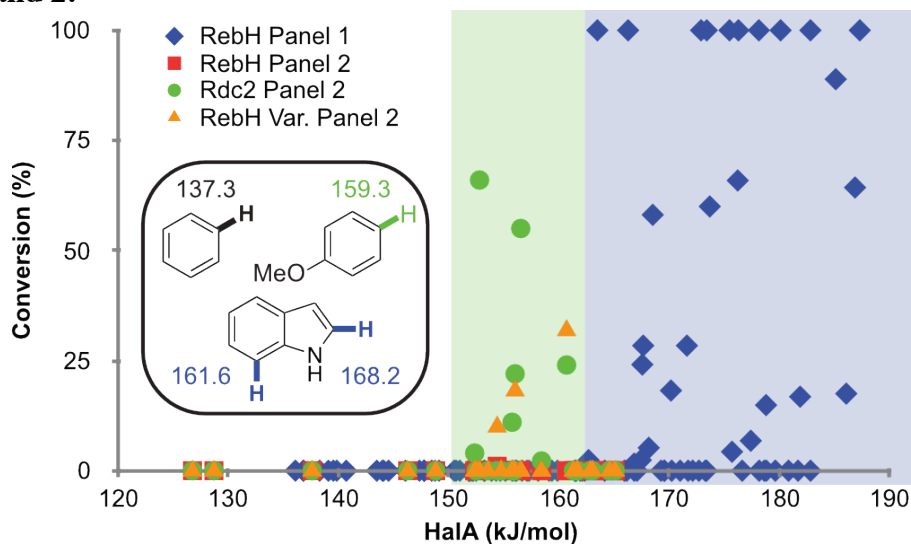 and 2.
100
75
50
25
0
Conversion (%)
RebH Panel 1
RebH Panel 2
Rdc2 Panel 2
RebH Var. Panel 2
137.3
159.3
H
H
MeO
H
N
H
161.6
168.2
H
120
130
140
150
160
170
180
190
HalA (kJ/mol)